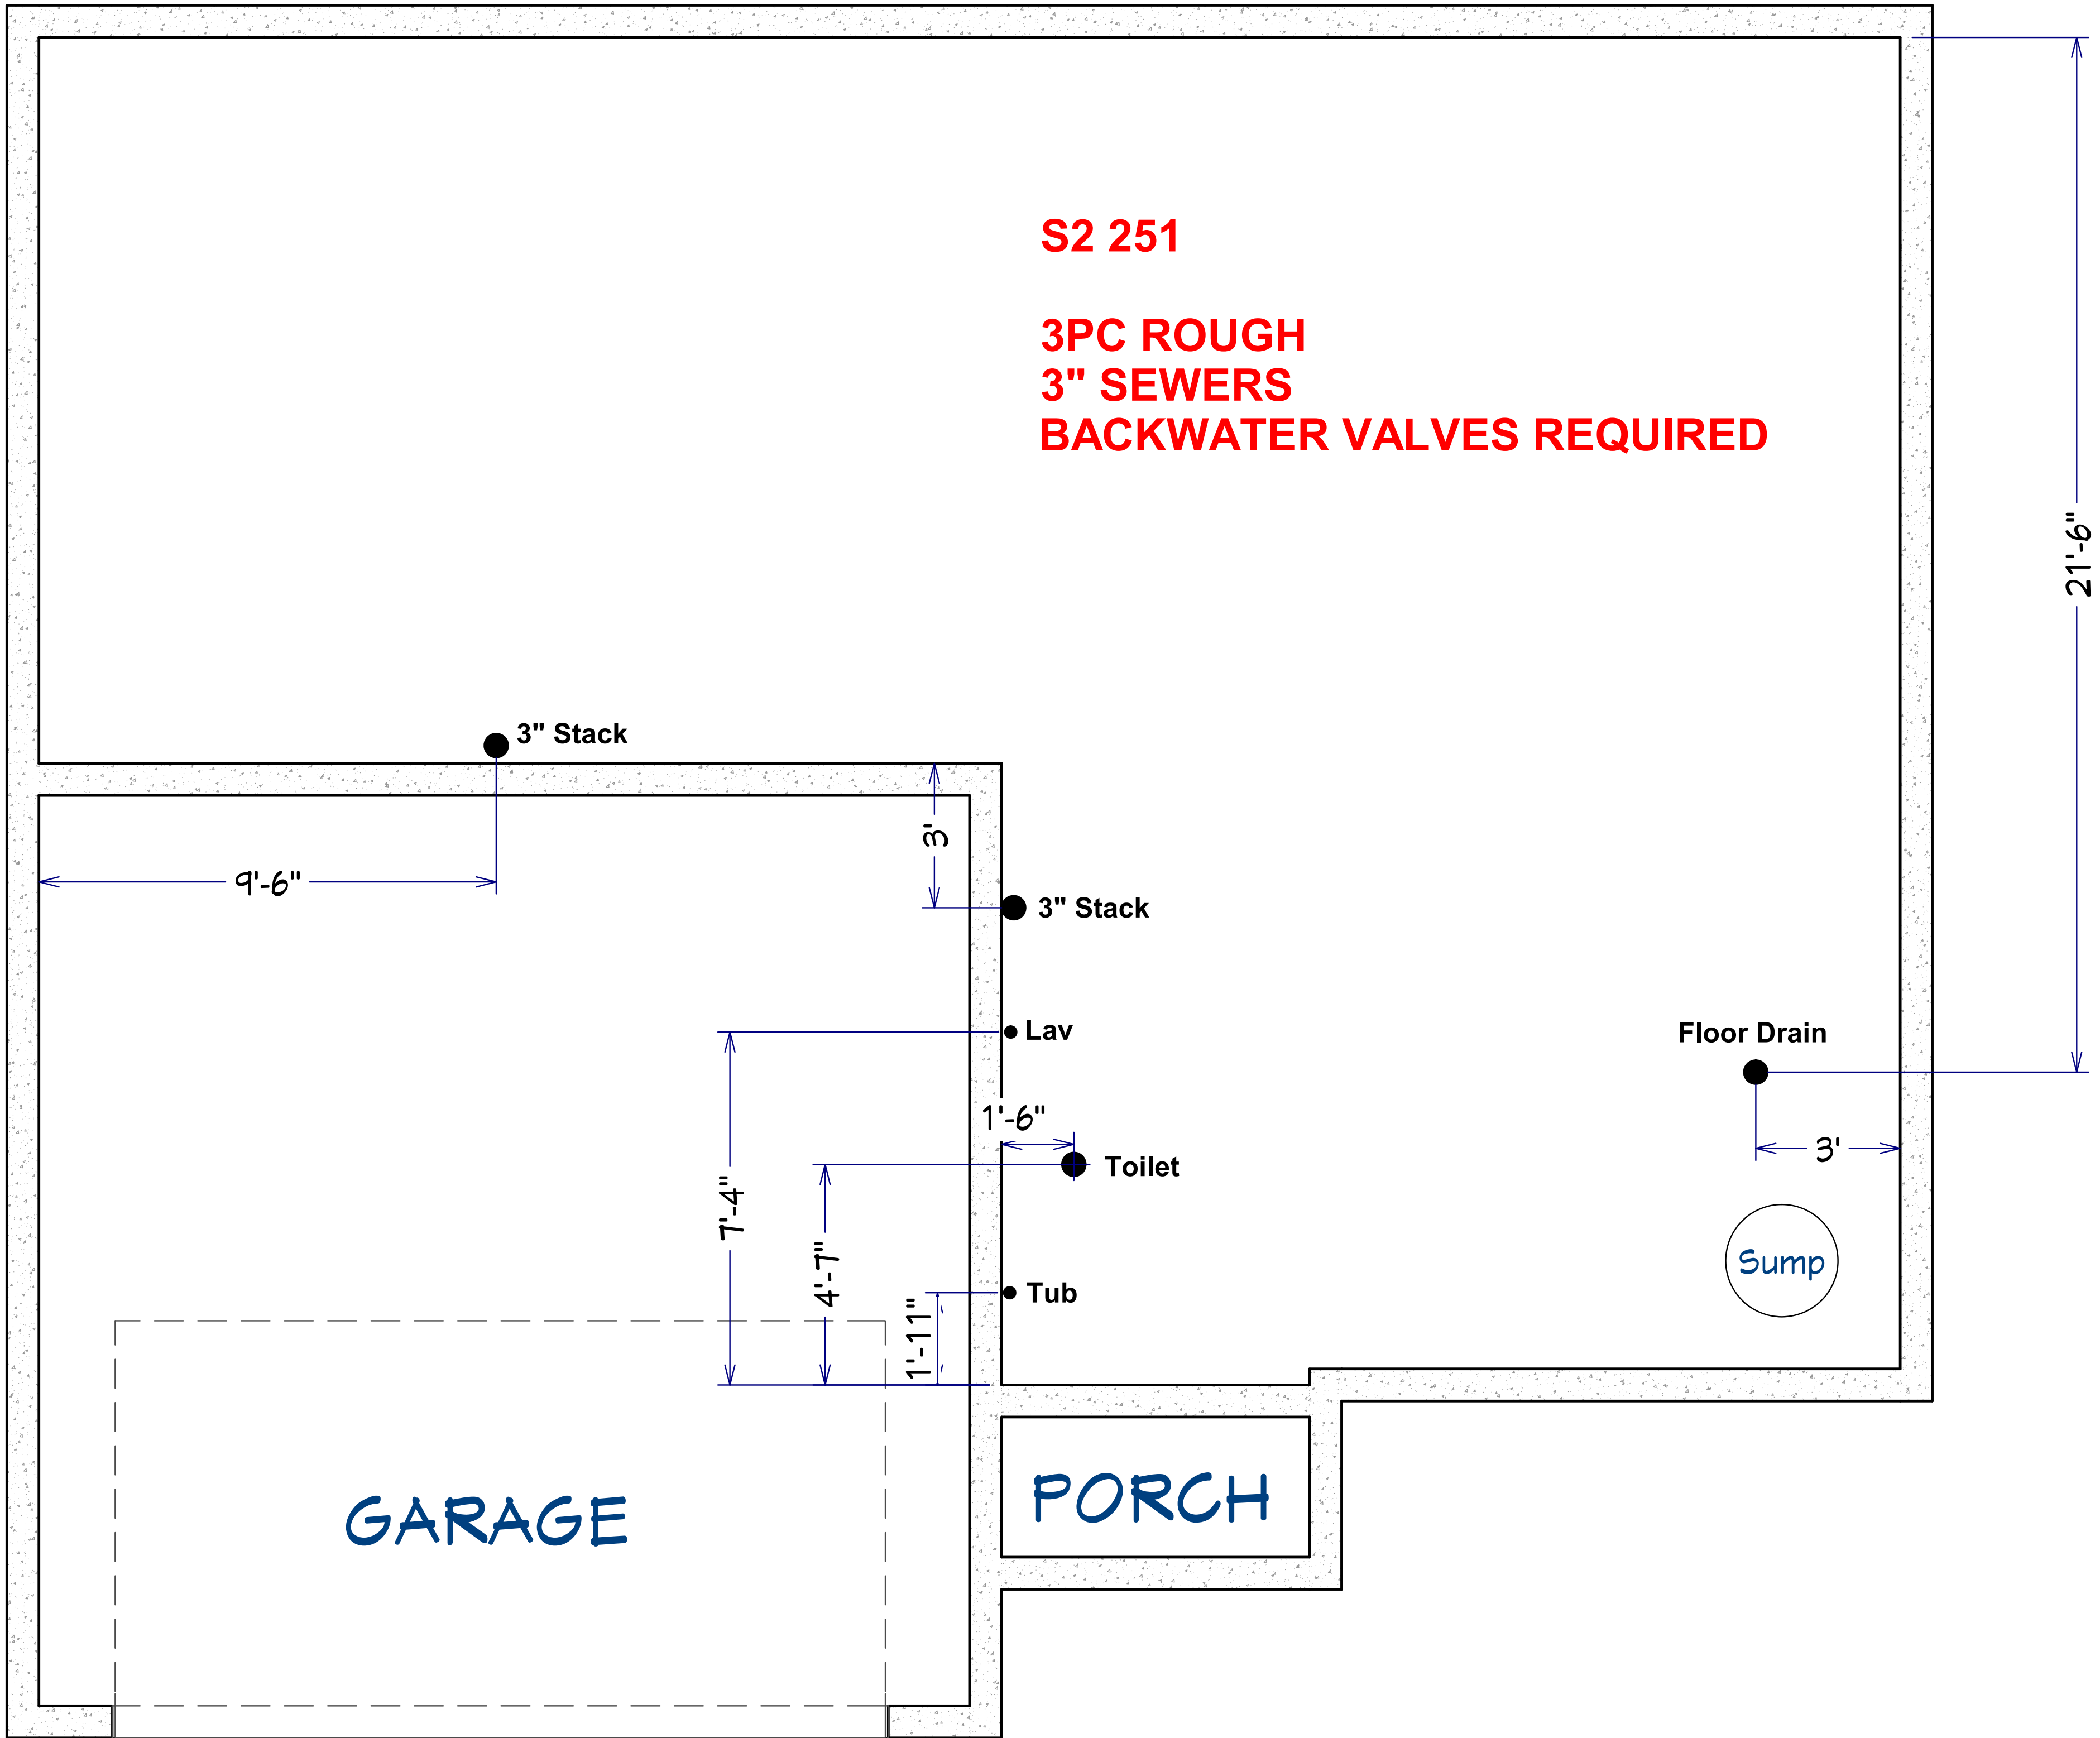 S2 251
3PC ROUGH
3" SEWERS
BACKWATER VALVES REQUIRED
21'-6"
3" Stack
3'
9'-6"
3" Stack
Lav
Floor Drain
1'-6"
3'
Toilet
7'-4"
4'-7"
Sump
Tub
1'-11"
GARAGE
PORCH